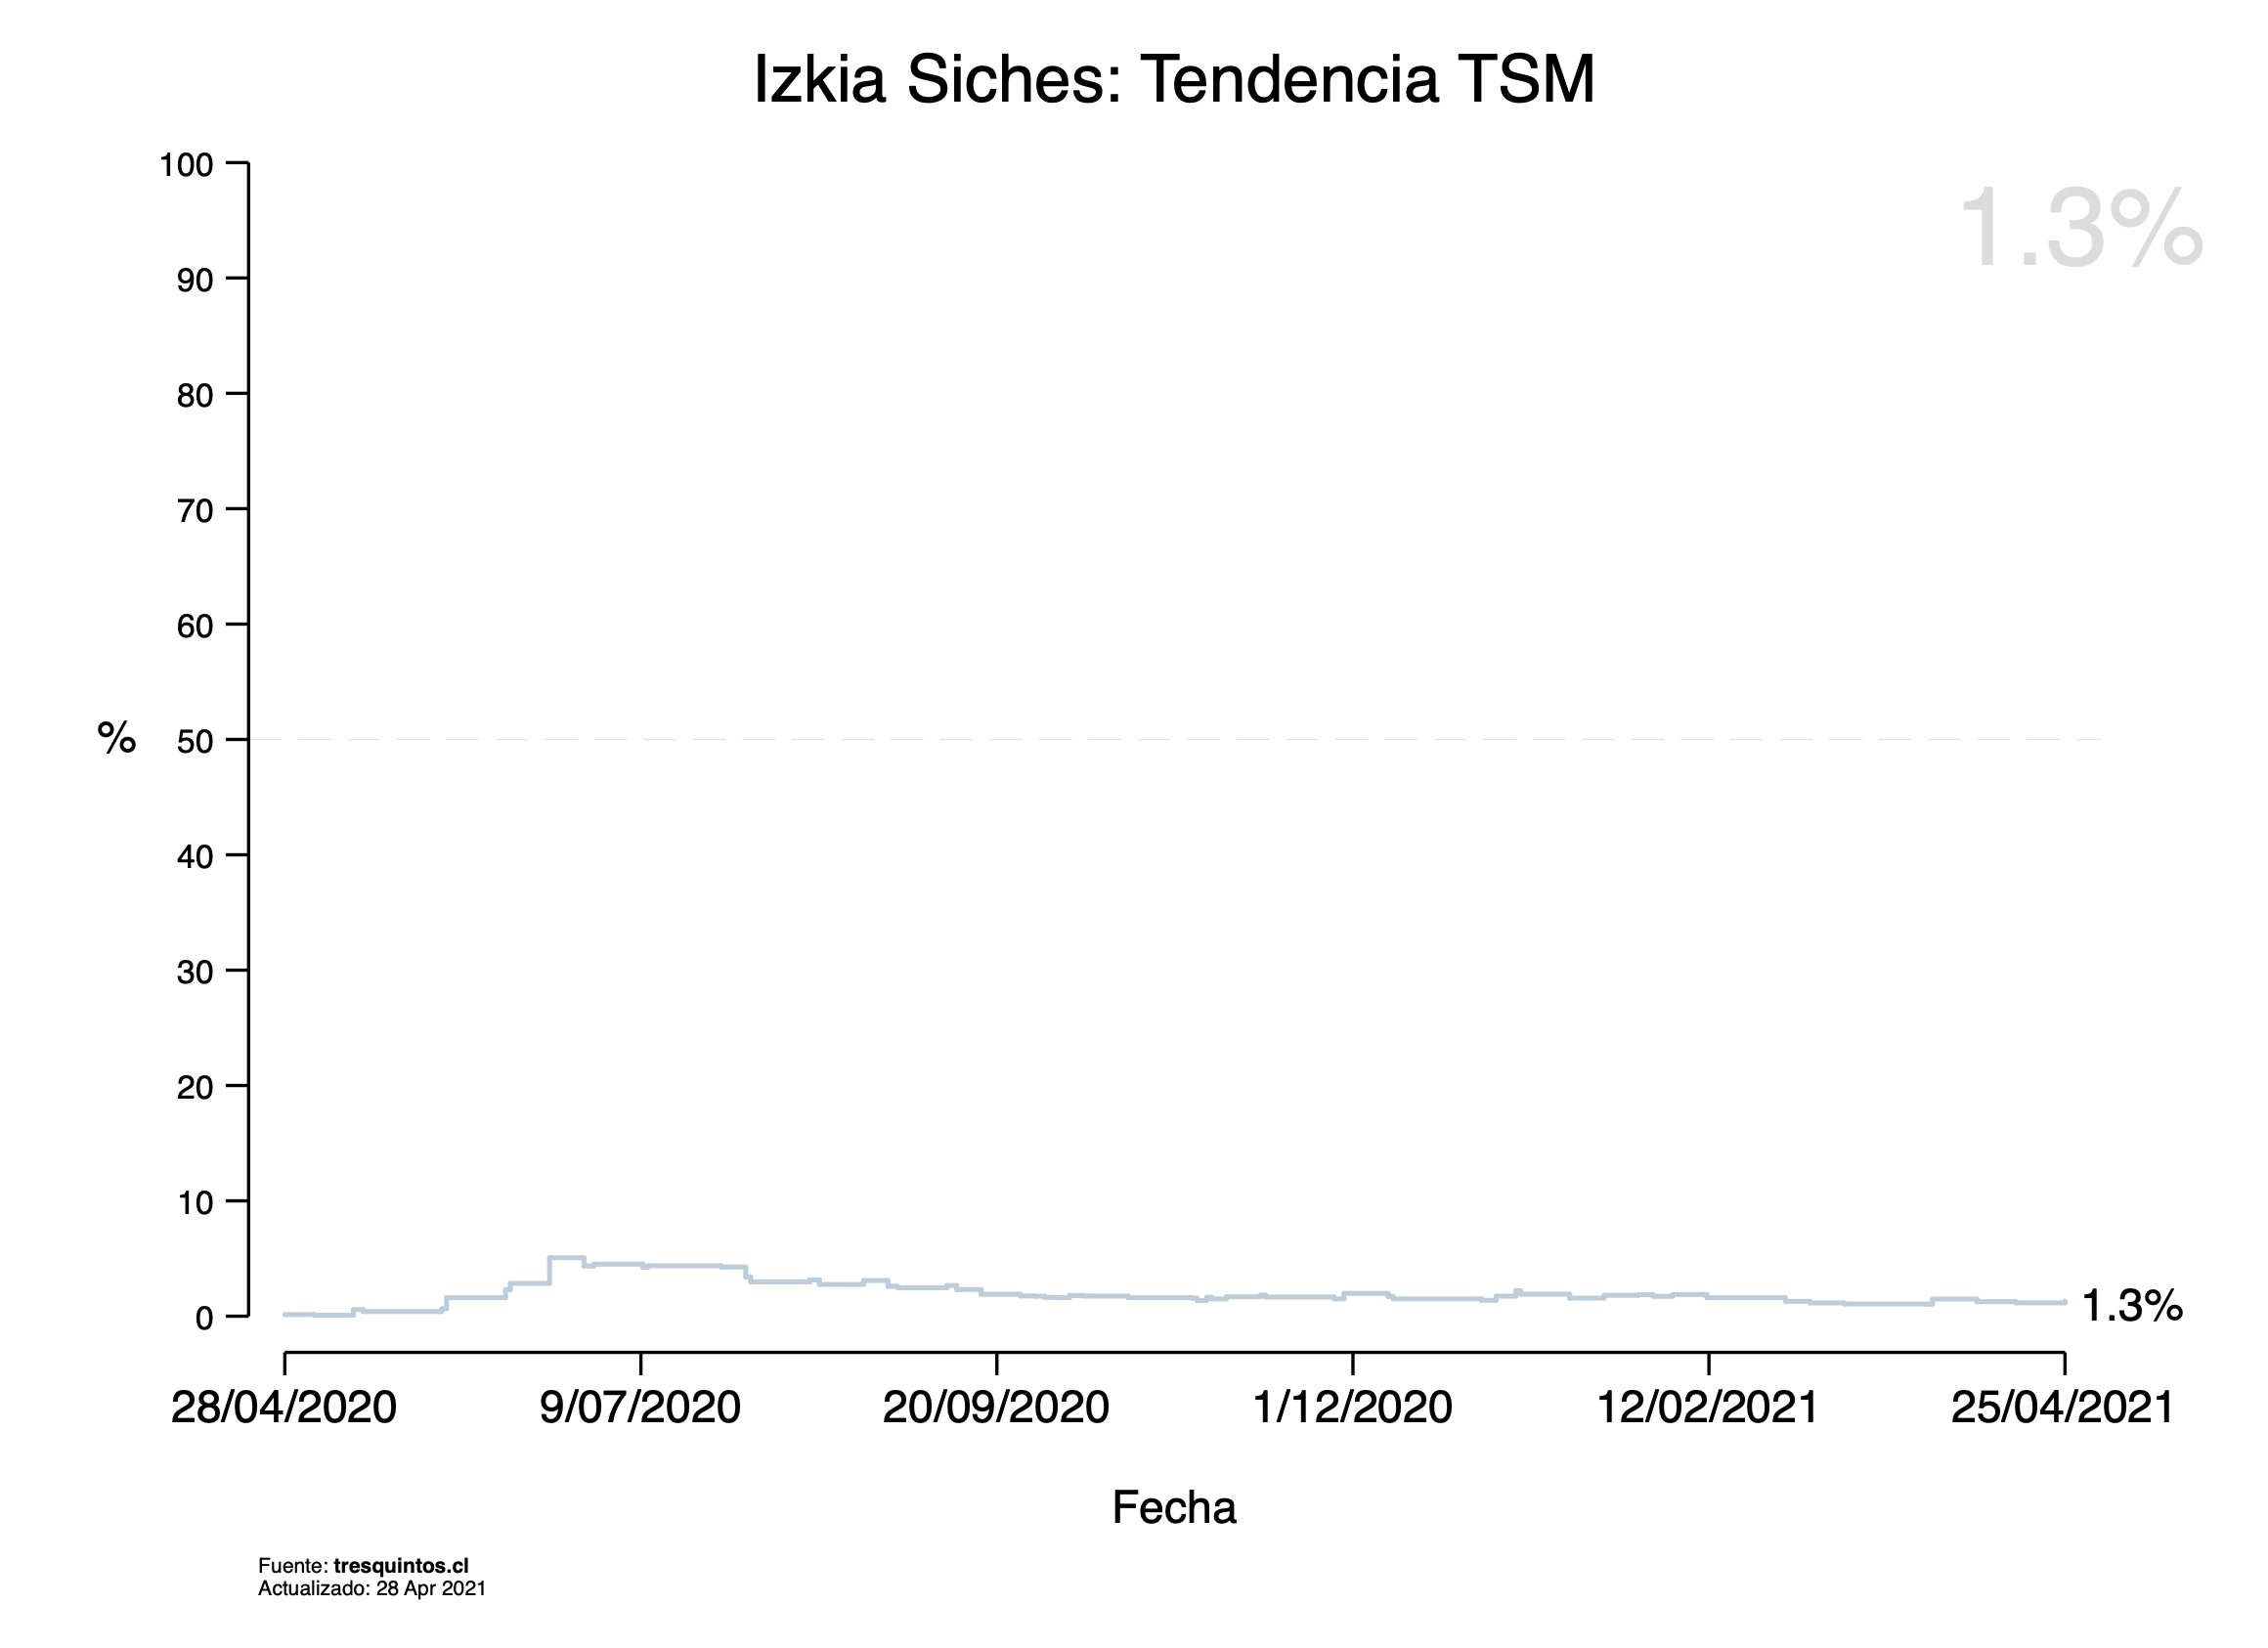 Izkia Siches: Tendencia TSM
100
1.3%
90
80
70
60
% 50
40
30
20
10
0
1.3%
28/04/2020 9/07/2020 20/09/2020 1/12/2020 12/02/2021 25/04/2021
Fecha
Fuente: tresquintos.cl
Actualizado: 28 Apr 2021